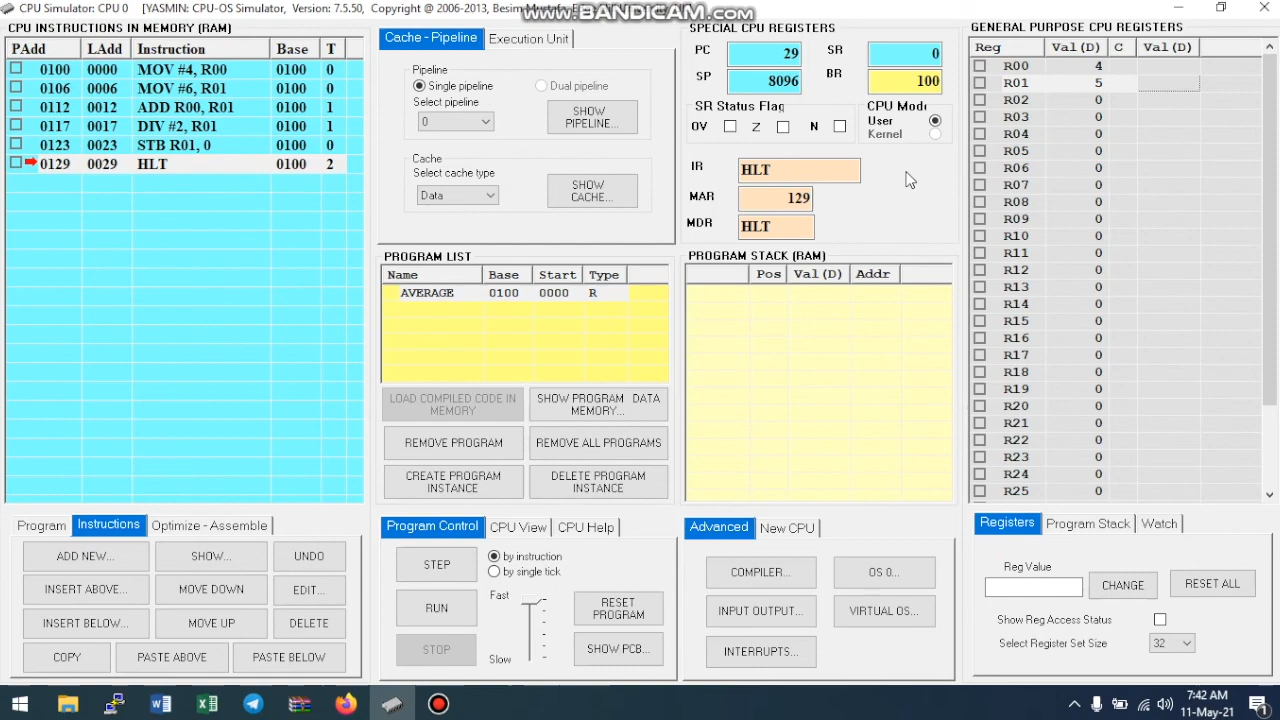 CPU Simulator: CPU 0 [YASMIN: CPU-OS Simulator, Version: 7.5.50, Copyright @ 2006-2013, Besim Mustafa,
www.BANDICAM.com
CPU INSTRUCTIONS IN MEMORY (RAM)
PAdd LAdd Instruction Base T
0100 0000 MOV #4, R00 0100 0
0106 0006 MOV #6, R01 0100 0
0112 0012 ADD R00, R01 0100 1
0117 0017 DIV #2, R01 0100 1
0123 0023 STB R01, 0 0100 0
0129 0029 HLT 0100 2
Program Instructions Optimize - Assemble
ADD NEW... SHOW... UNDO
INSERT ABOVE... MOVE DOWN EDIT...
INSERT BELOW... MOVE UP DELETE
COPY PASTE ABOVE PASTE BELOW
Cache - Pipeline Execution Unit
Pipeline
Single pipeline Dual pipeline
Select pipeline
0
SHOW
PIPELINE...
Cache
Select cache type
Data
SHOW
CACHE...
PROGRAM LIST
Name Base Start Type
AVERAGE 0100 0000 R
LOAD COMPILED CODE IN
MEMORY
SHOW PROGRAM DATA
MEMORY...
REMOVE PROGRAM REMOVE ALL PROGRAMS
CREATE PROGRAM
INSTANCE
DELETE PROGRAM
INSTANCE
Program Control CPU View CPU Help
STEP
RUN
STOP
by instruction
by single tick
Fast
Slow
RESET
PROGRAM
SHOW PCB...
SPECIAL CPU REGISTERS
PC 29 SR 0
SP 8096 BR 100
SR Status Flag
OV Z N
CPU Mode
User
Kernel
IR HLT
MAR 129
MDR HLT
PROGRAM STACK (RAM)
Pos Val(D) Addr
Advanced New CPU
COMPILER... OS 0...
INPUT OUTPUT... VIRTUAL OS...
INTERRUPTS...
GENERAL PURPOSE CPU REGISTERS
Reg Val(D) C Val(D)
R00 4
R01 5
R02 0
R03 0
R04 0
R05 0
R06 0
R07 0
R08 0
R09 0
R10 0
R11 0
R12 0
R13 0
R14 0
R15 0
R16 0
R17 0
R18 0
R19 0
R20 0
R21 0
R22 0
R23 0
R24 0
R25 0
Registers Program Stack Watch
Reg Value
CHANGE RESET ALL
Show Reg Access Status
Select Register Set Size 32
7:42 AM
11-May-21
1